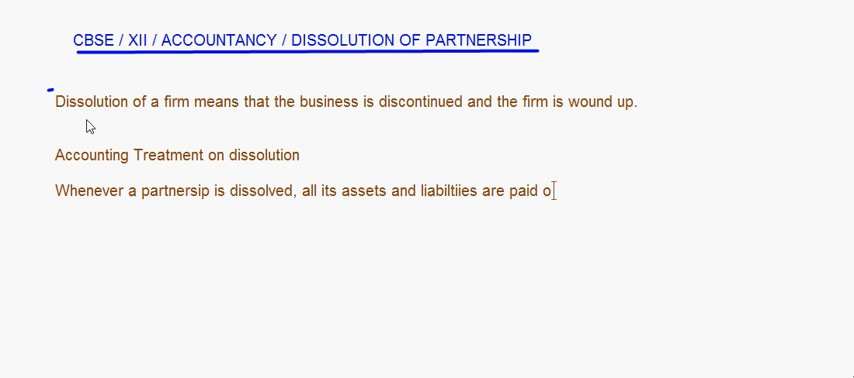 CBSE / XII / ACCOUNTANCY / DISSOLUTION OF PARTNERSHIP
Dissolution of a firm means that the business is discontinued and the firm is wound up.
Accounting Treatment on dissolution
Whenever a partnersip is dissolved, all its assets and liabiltiies are paid o